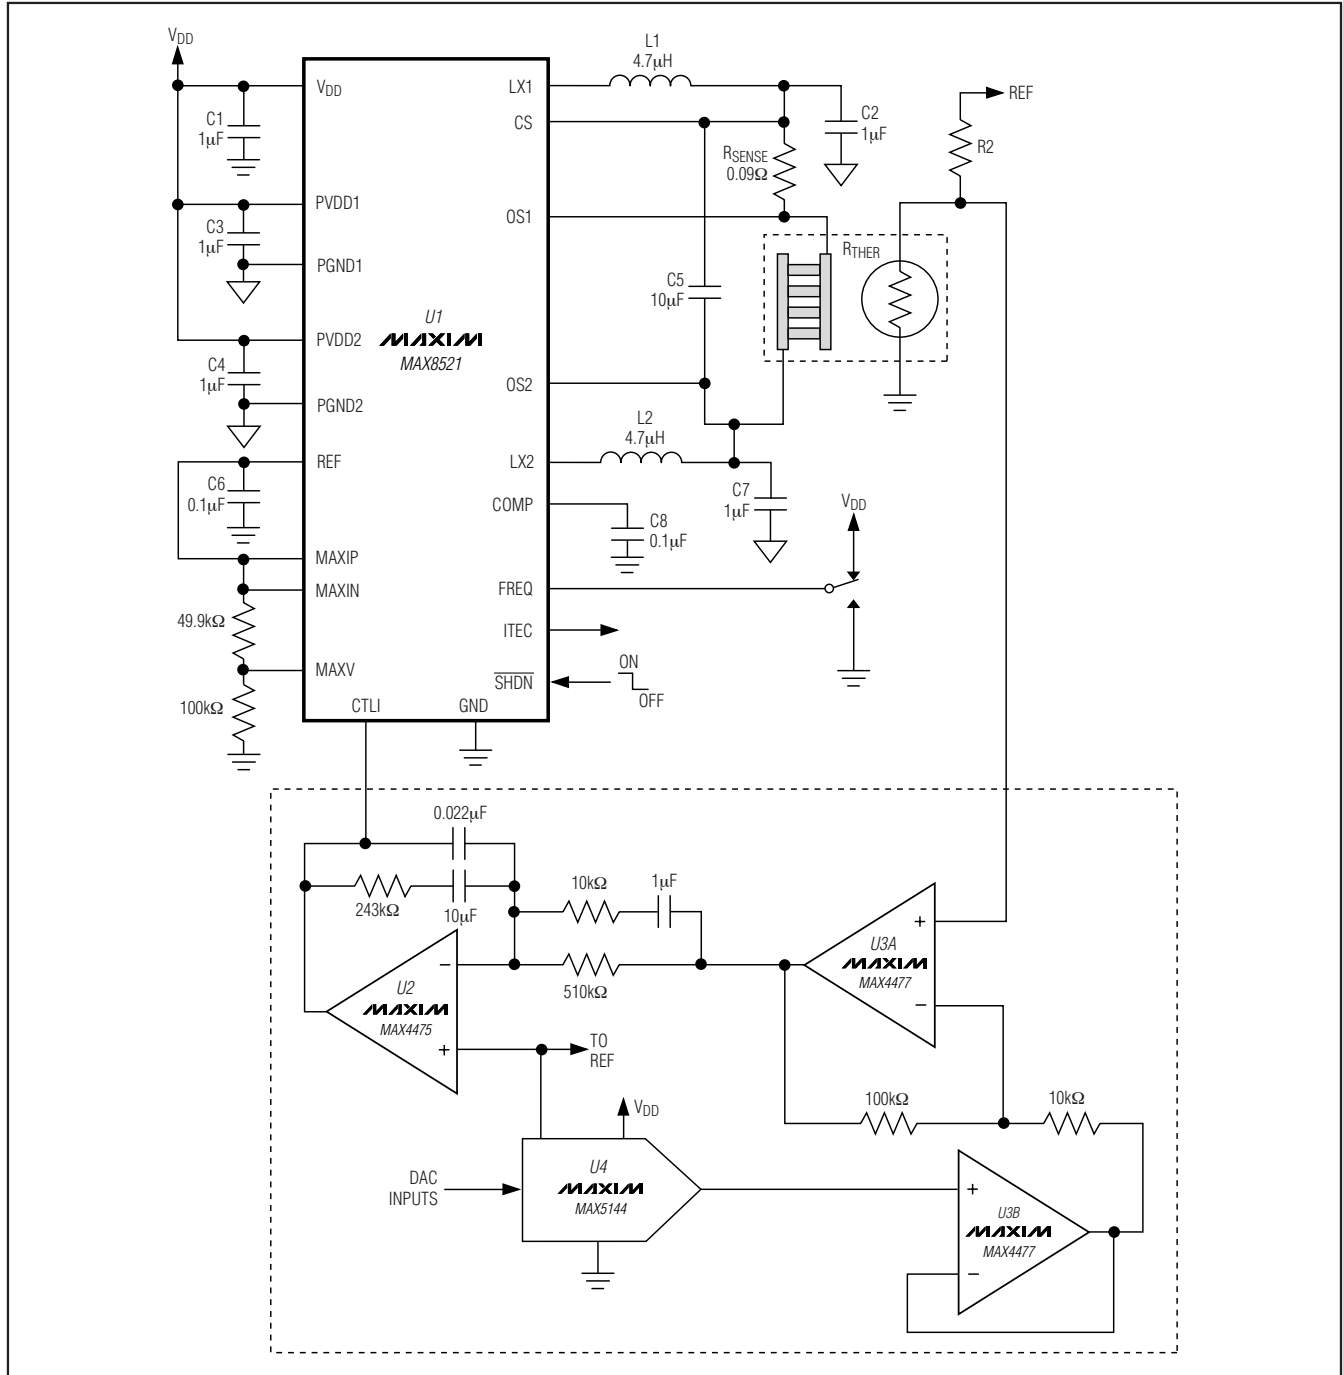 VDD
VDD
C1
1µF
PVDD1
C3
1µF
PGND1
PVDD2
C4
1µF
PGND2
REF
C6
0.1µF
MAXIP
MAXIN
49.9kΩ
MAXV
100kΩ
CTLI
GND
U1
MAXIM
MAX8521
LX1
CS
OS1
OS2
LX2
COMP
FREQ
ITEC
SHDN
ON
OFF
L1
4.7µH
C2
1µF
RSENSE
0.09Ω
REF
R2
RTHER
C5
10µF
L2
4.7µH
C7
1µF
C8
0.1µF
VDD
0.022µF
243kΩ
10µF
10kΩ
1µF
510kΩ
U2
MAXIM
MAX4475
−
+
TO
REF
U3A
MAXIM
MAX4477
+
−
100kΩ
10kΩ
VDD
DAC
INPUTS
U4
MAXIM
MAX5144
+
U3B
MAXIM
MAX4477
−